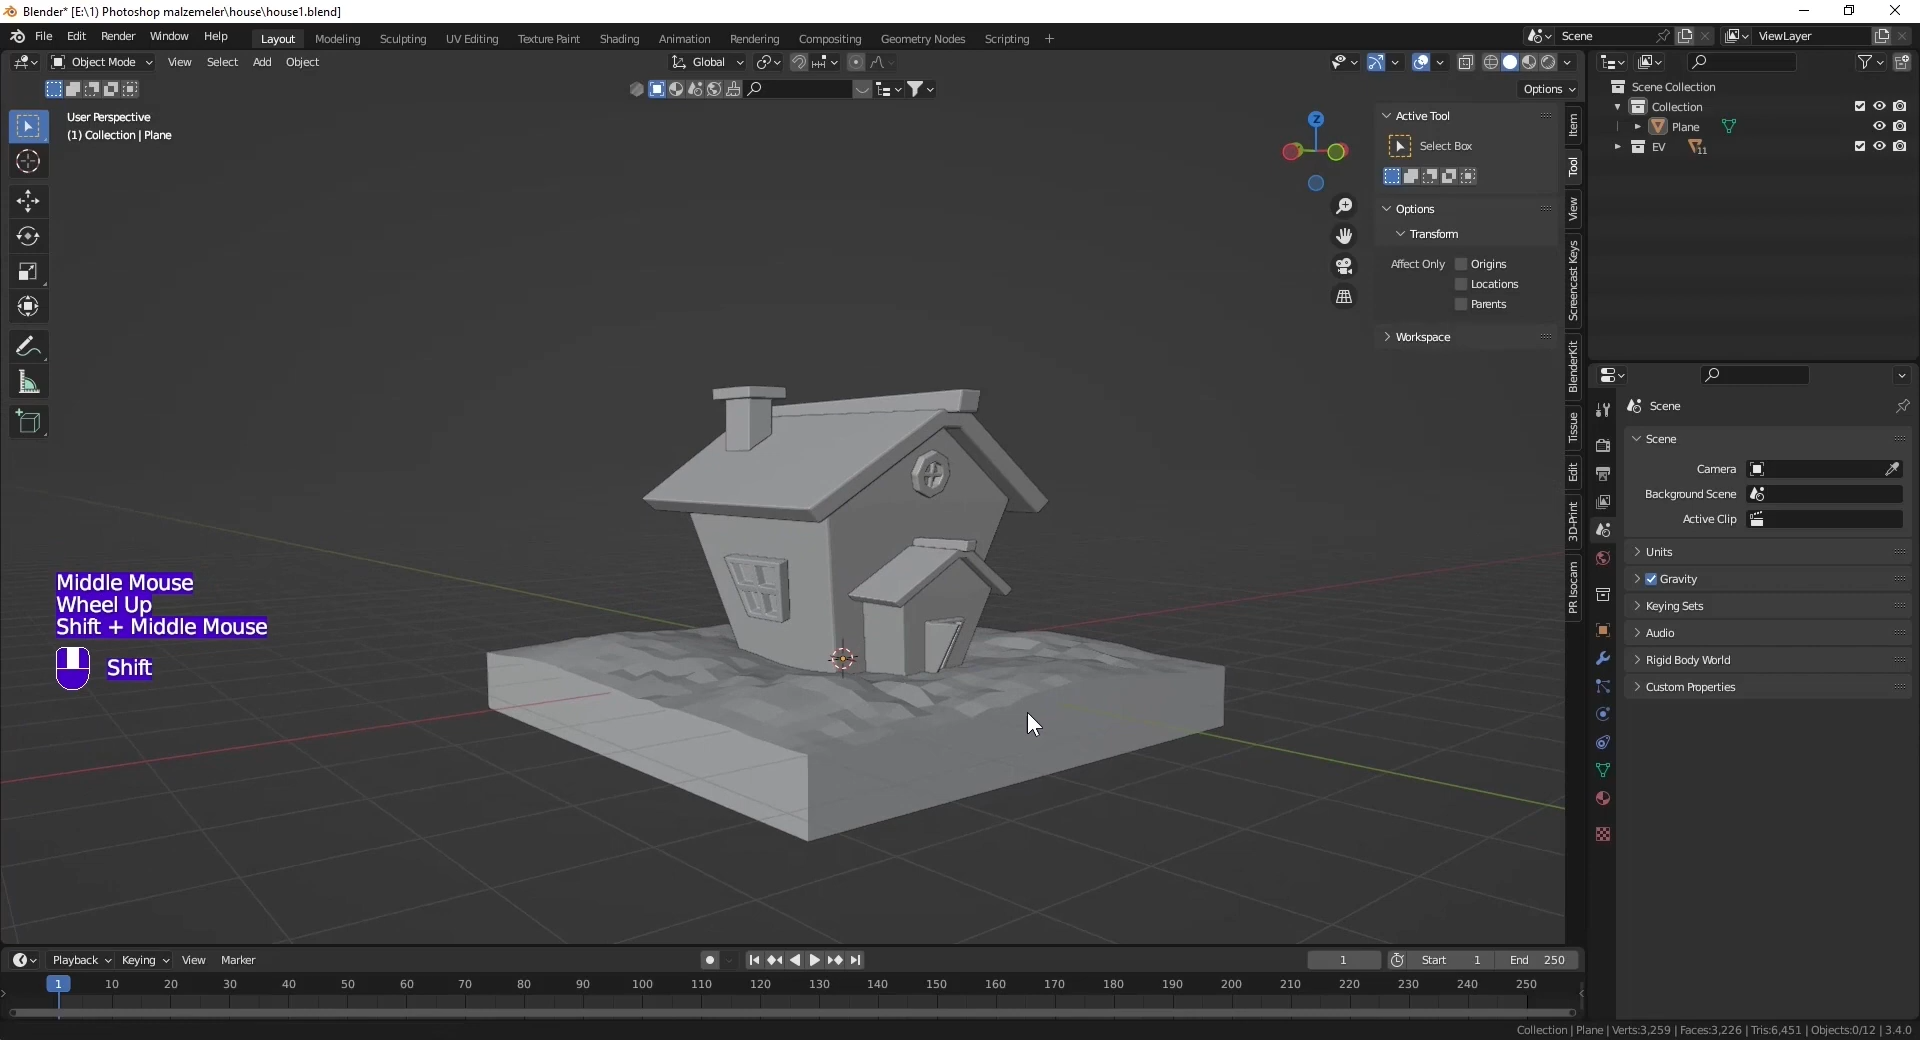 Blender* [E:\1) Photoshop malzemeler\house\house1.blend]
File Edit Render Window Help
Layout Modeling Sculpting UV Editing Texture Paint Shading Animation Rendering Compositing Geometry Nodes Scripting +
Scene
ViewLayer
Object Mode View Select Add Object
Global
Options
User Perspective
(1) Collection | Plane
Z
Active Tool
Select Box
Options
Transform
Affect Only Origins
Locations
Parents
Workspace
Item
Tool
View
Screencast Keys
BlenderKit
Tissue
Edit
3D-Print
PR Isocam
Scene Collection
Collection
Plane
EV 11
Scene
Scene
Camera
Background Scene
Active Clip
Units
Gravity
Keying Sets
Audio
Rigid Body World
Custom Properties
Middle Mouse
Wheel Up
Shift + Middle Mouse
Shift
Playback Keying View Marker
1 Start 1 End 250
1 10 20 30 40 50 60 70 80 90 100 110 120 130 140 150 160 170 180 190 200 210 220 230 240 250
Collection | Plane | Verts:3,259 | Faces:3,226 | Tris:6,451 | Objects:0/12 | 3.4.0